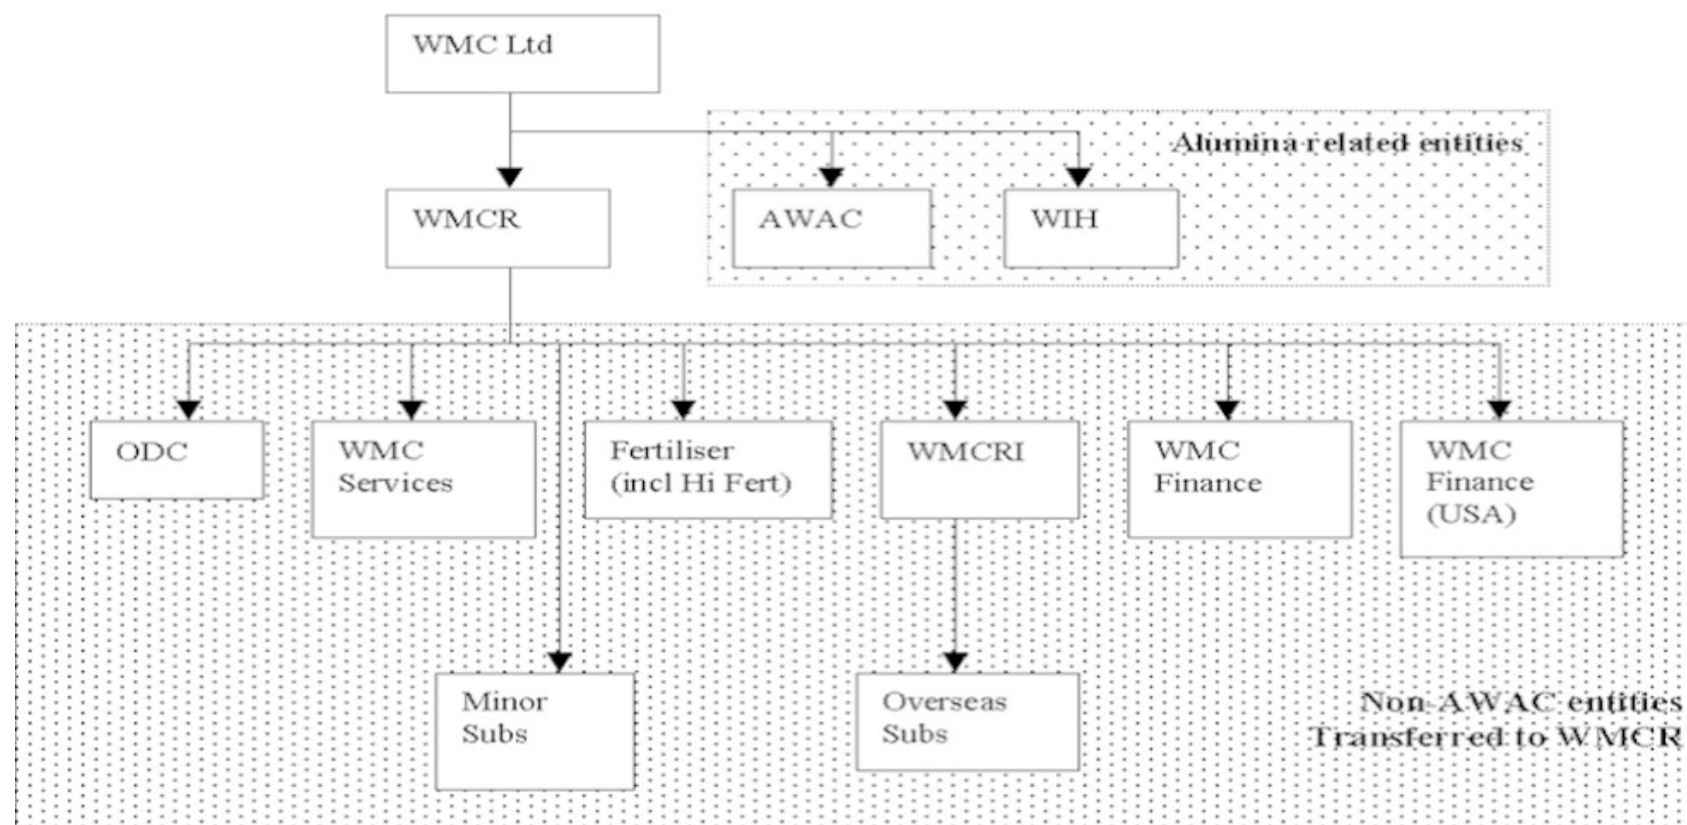 WMC Ltd
Alumina related entities
WMCR
AWAC
WIH
ODC
WMC
Services
Fertiliser
(incl Hi Fert)
WMCRI
WMC
Finance
WMC
Finance
(USA)
Minor
Subs
Overseas
Subs
Non-AWAC entities
Transferred to WMCR